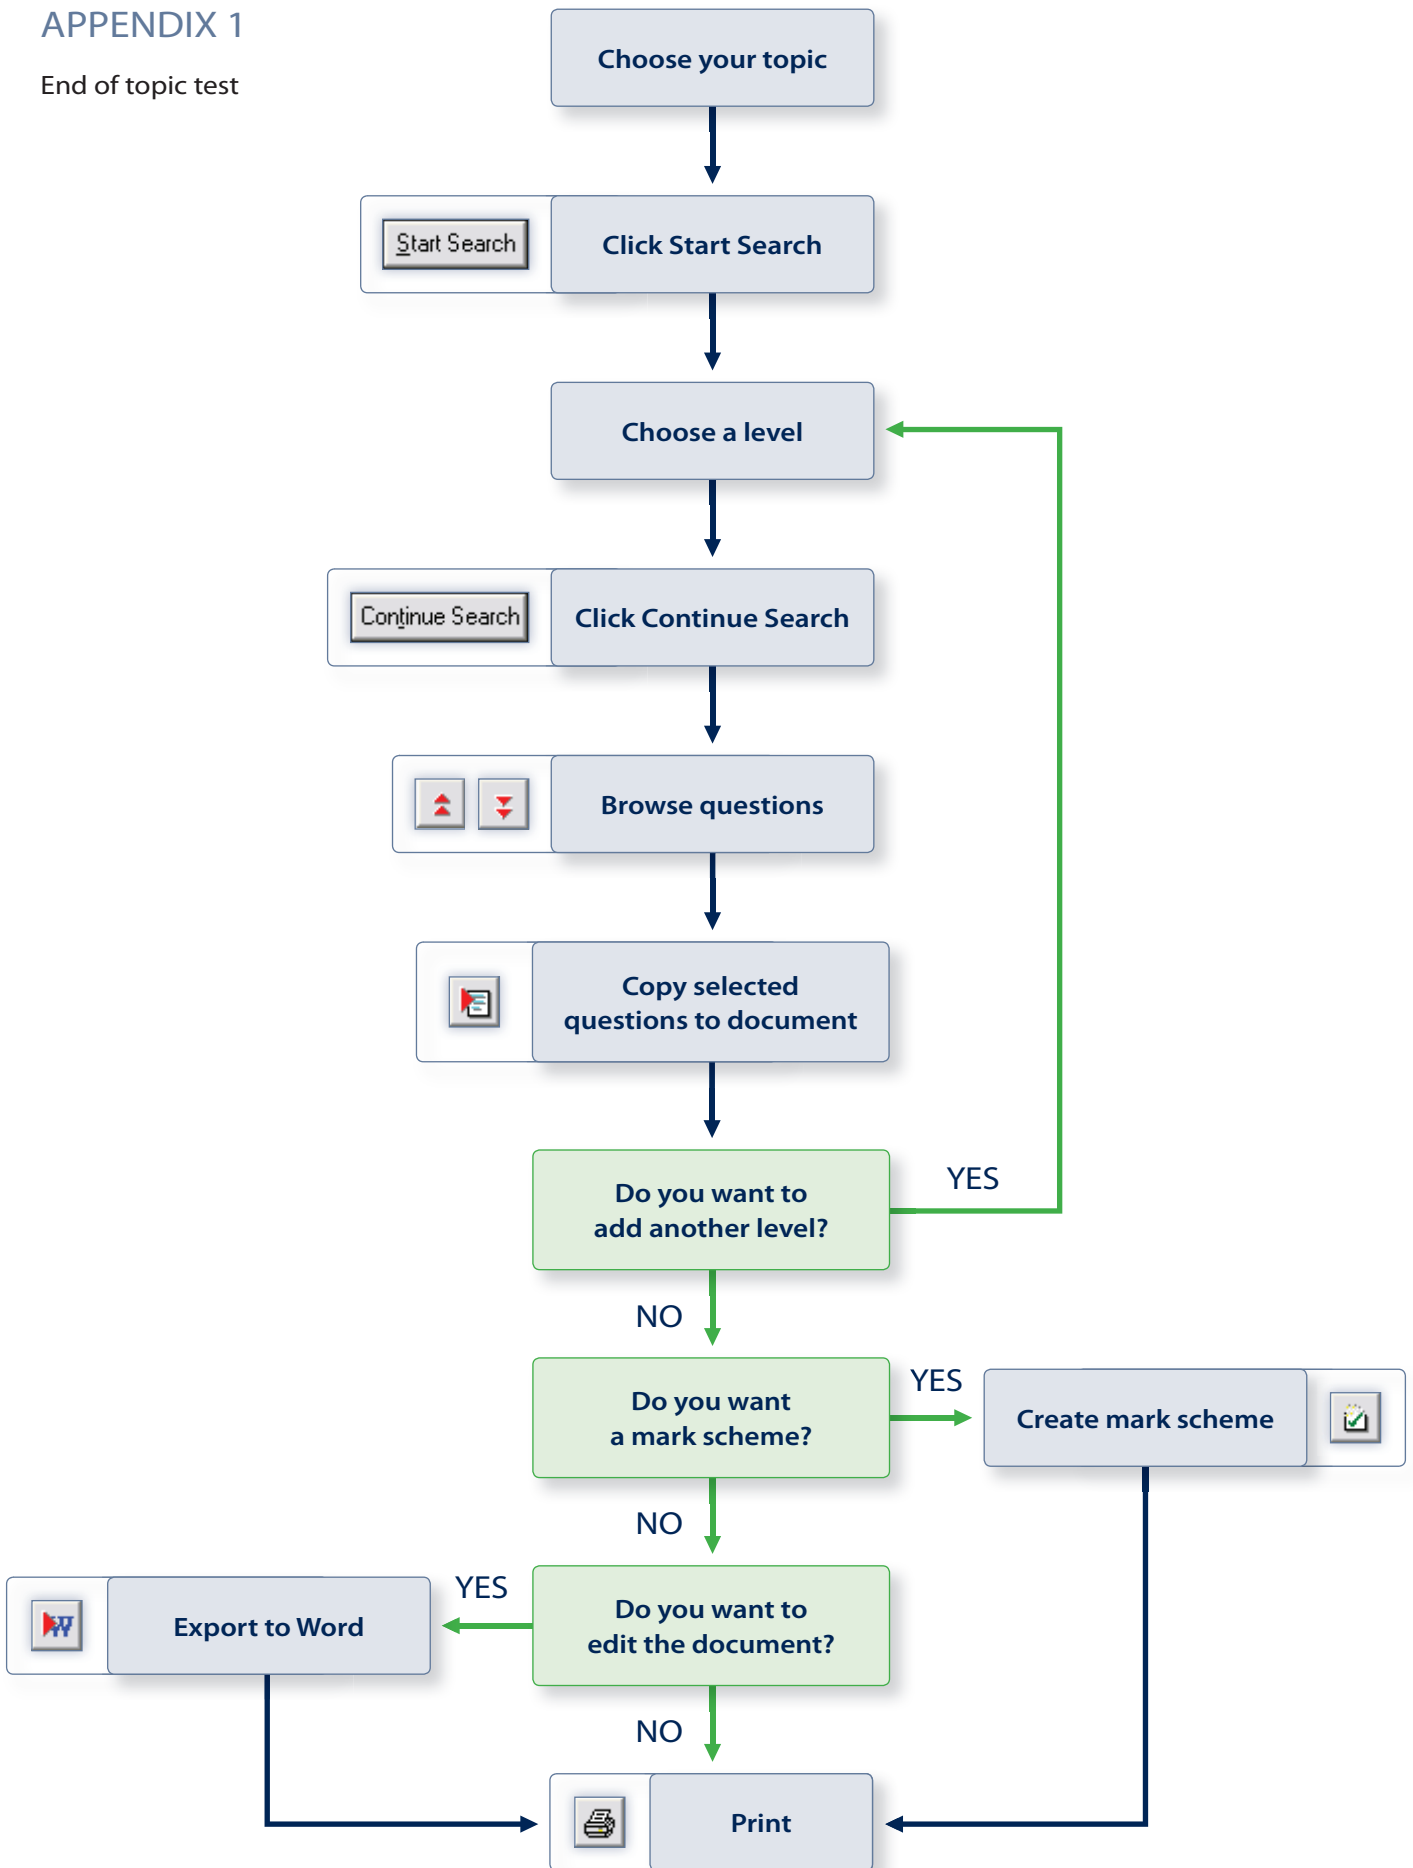 APPENDIX 1
End of topic test
Choose your topic
Start Search
Click Start Search
Choose a level
Continue Search
Click Continue Search
Browse questions
Copy selected
questions to document
Do you want to
add another level?
YES
NO
Do you want
a mark scheme?
YES
Create mark scheme
NO
Do you want to
edit the document?
YES
Export to Word
NO
Print